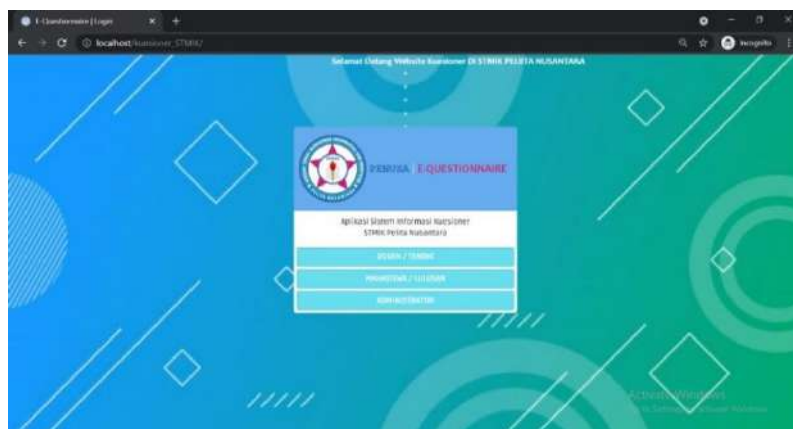 E-Questionnaire | Login
localhost/kuesioner_STMIK/
Incognito
Selamat Datang Website Kuesioner Di STMIK PELITA NUSANTARA
PENUSA | E-QUESTIONNAIRE
Aplikasi Sistem Informasi Kuesioner
STMIK Pelita Nusantara
DOSEN / TENDIK
MAHASISWA / LULUSAN
ADMINISTRATOR
Activate Windows